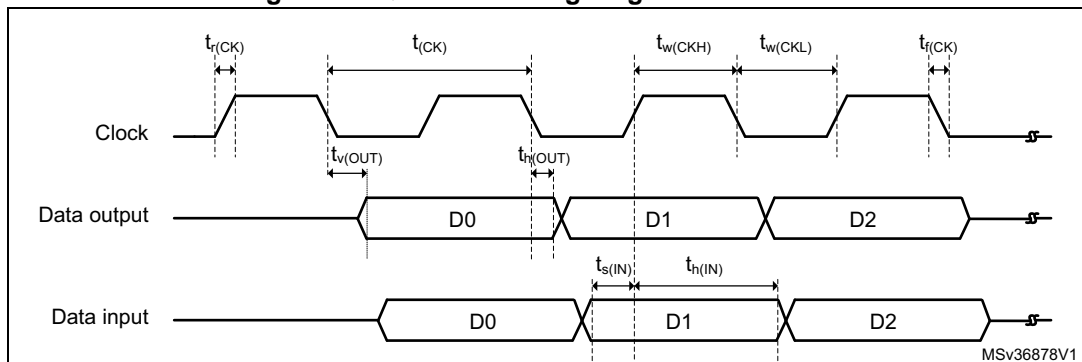 tr(CK) t(CK) tw(CKH) tw(CKL) tf(CK)
Clock
tv(OUT) th(OUT)
Data output D0 D1 D2
ts(IN) th(IN)
Data input D0 D1 D2
MSv36878V1